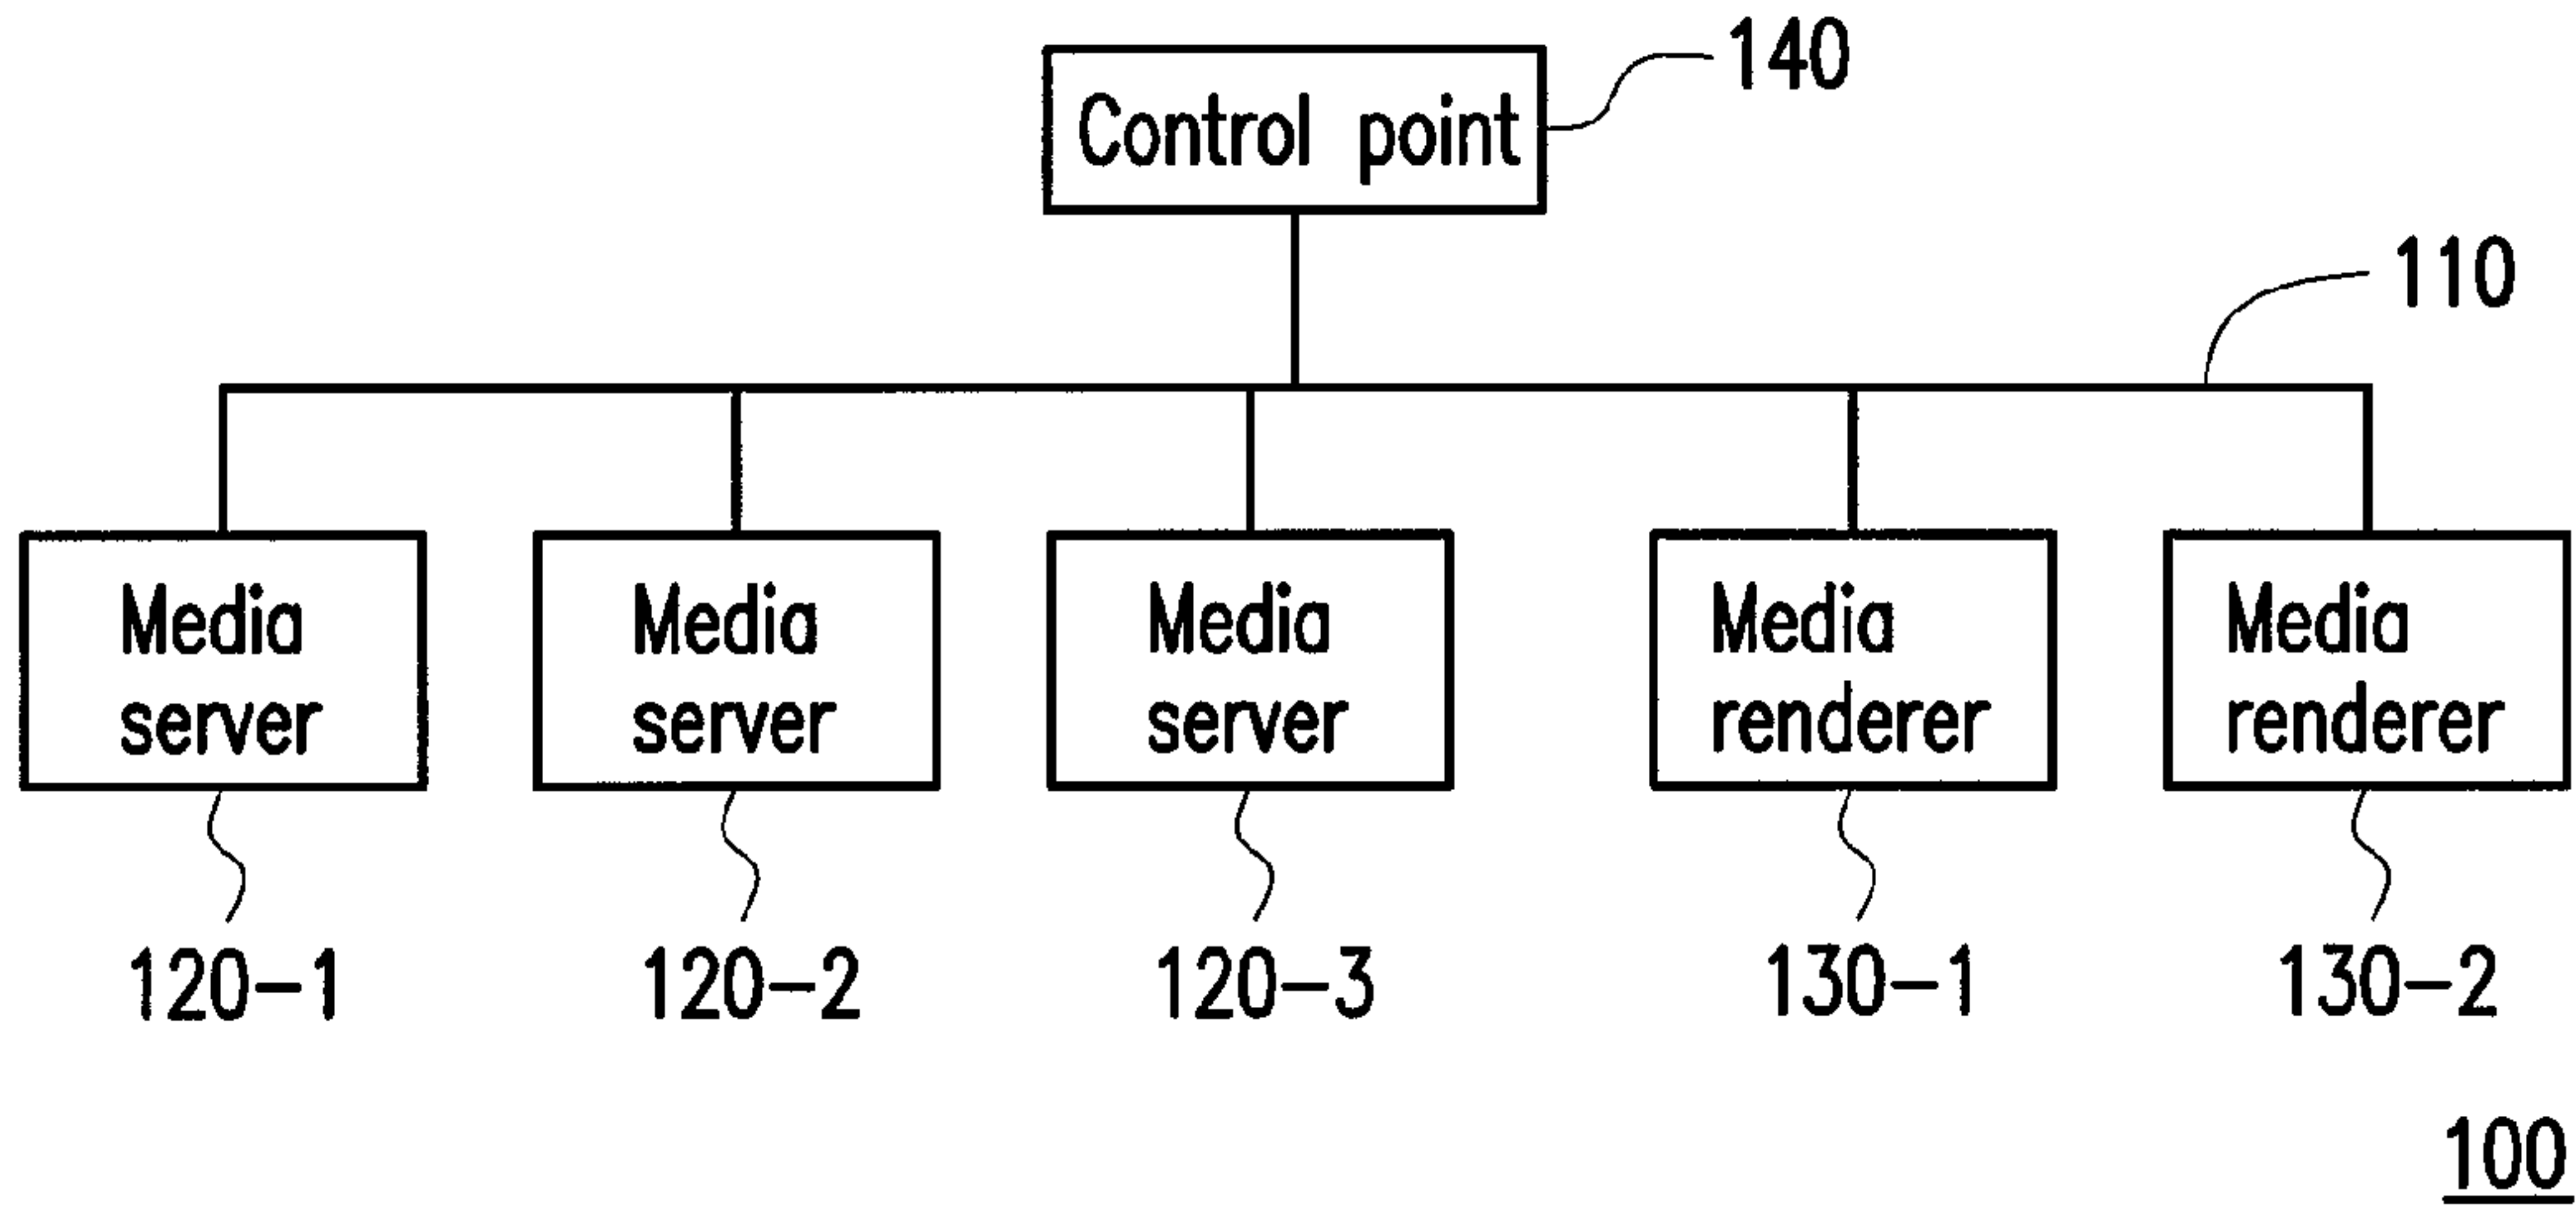 140
Control point
110
Media
server
Media
server
Media
server
Media
renderer
Media
renderer
120-1
120-2
120-3
130-1
130-2
100